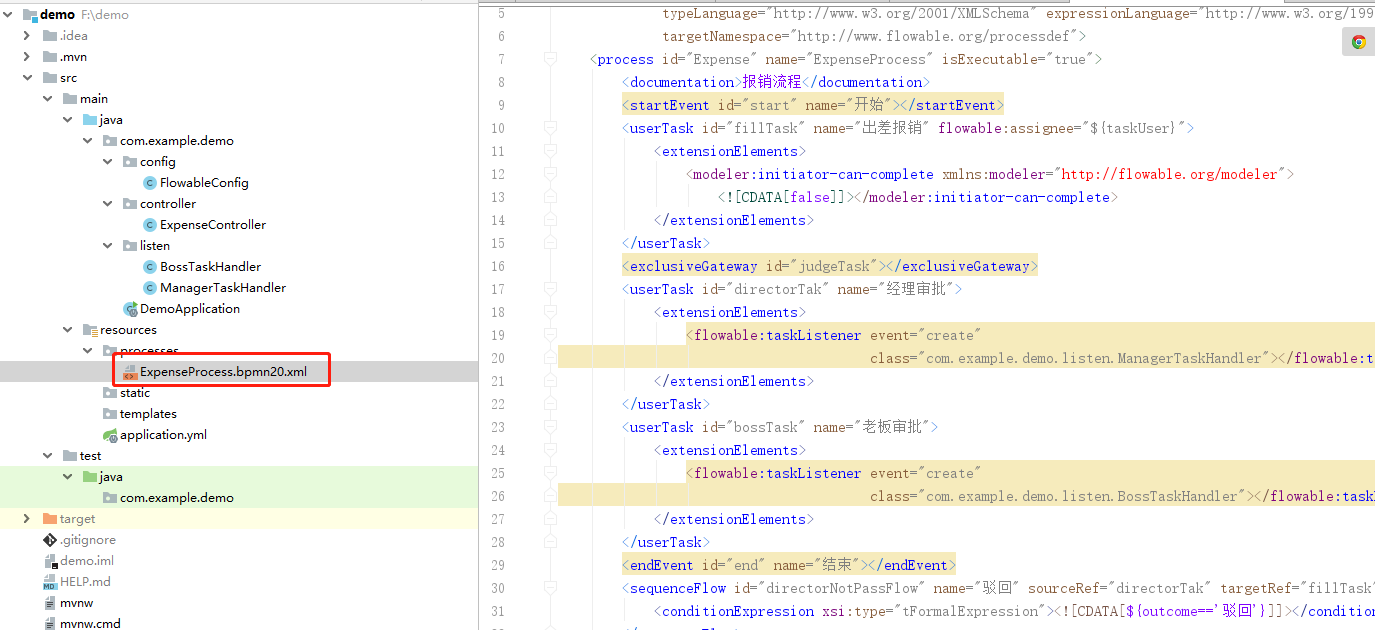 demo F:\demo
.idea
.mvn
src
main
java
com.example.demo
config
FlowableConfig
controller
ExpenseController
listen
BossTaskHandler
ManagerTaskHandler
DemoApplication
resources
processes
ExpenseProcess.bpmn20.xml
static
templates
application.yml
test
java
com.example.demo
target
.gitignore
demo.iml
HELP.md
mvnw
mvnw.cmd
5 typeLanguage="http://www.w3.org/2001/XMLSchema" expressionLanguage="http://www.w3.org/199
6 targetNamespace="http://www.flowable.org/processdef">
7 <process id="Expense" name="ExpenseProcess" isExecutable="true">
8 <documentation>报销流程</documentation>
9 <startEvent id="start" name="开始"></startEvent>
10 <userTask id="fillTask" name="出差报销" flowable:assignee="${taskUser}">
11 <extensionElements>
12 <modeler:initiator-can-complete xmlns:modeler="http://flowable.org/modeler">
13 <![CDATA[false]]></modeler:initiator-can-complete>
14 </extensionElements>
15 </userTask>
16 <exclusiveGateway id="judgeTask"></exclusiveGateway>
17 <userTask id="directorTak" name="经理审批">
18 <extensionElements>
19 <flowable:taskListener event="create"
20 class="com.example.demo.listen.ManagerTaskHandler"></flowable:t
21 </extensionElements>
22 </userTask>
23 <userTask id="bossTask" name="老板审批">
24 <extensionElements>
25 <flowable:taskListener event="create"
26 class="com.example.demo.listen.BossTaskHandler"></flowable:task
27 </extensionElements>
28 </userTask>
29 <endEvent id="end" name="结束"></endEvent>
30 <sequenceFlow id="directorNotPassFlow" name="驳回" sourceRef="directorTak" targetRef="fillTask"
31 <conditionExpression xsi:type="tFormalExpression"><![CDATA[${outcome=='驳回'}]]></condition